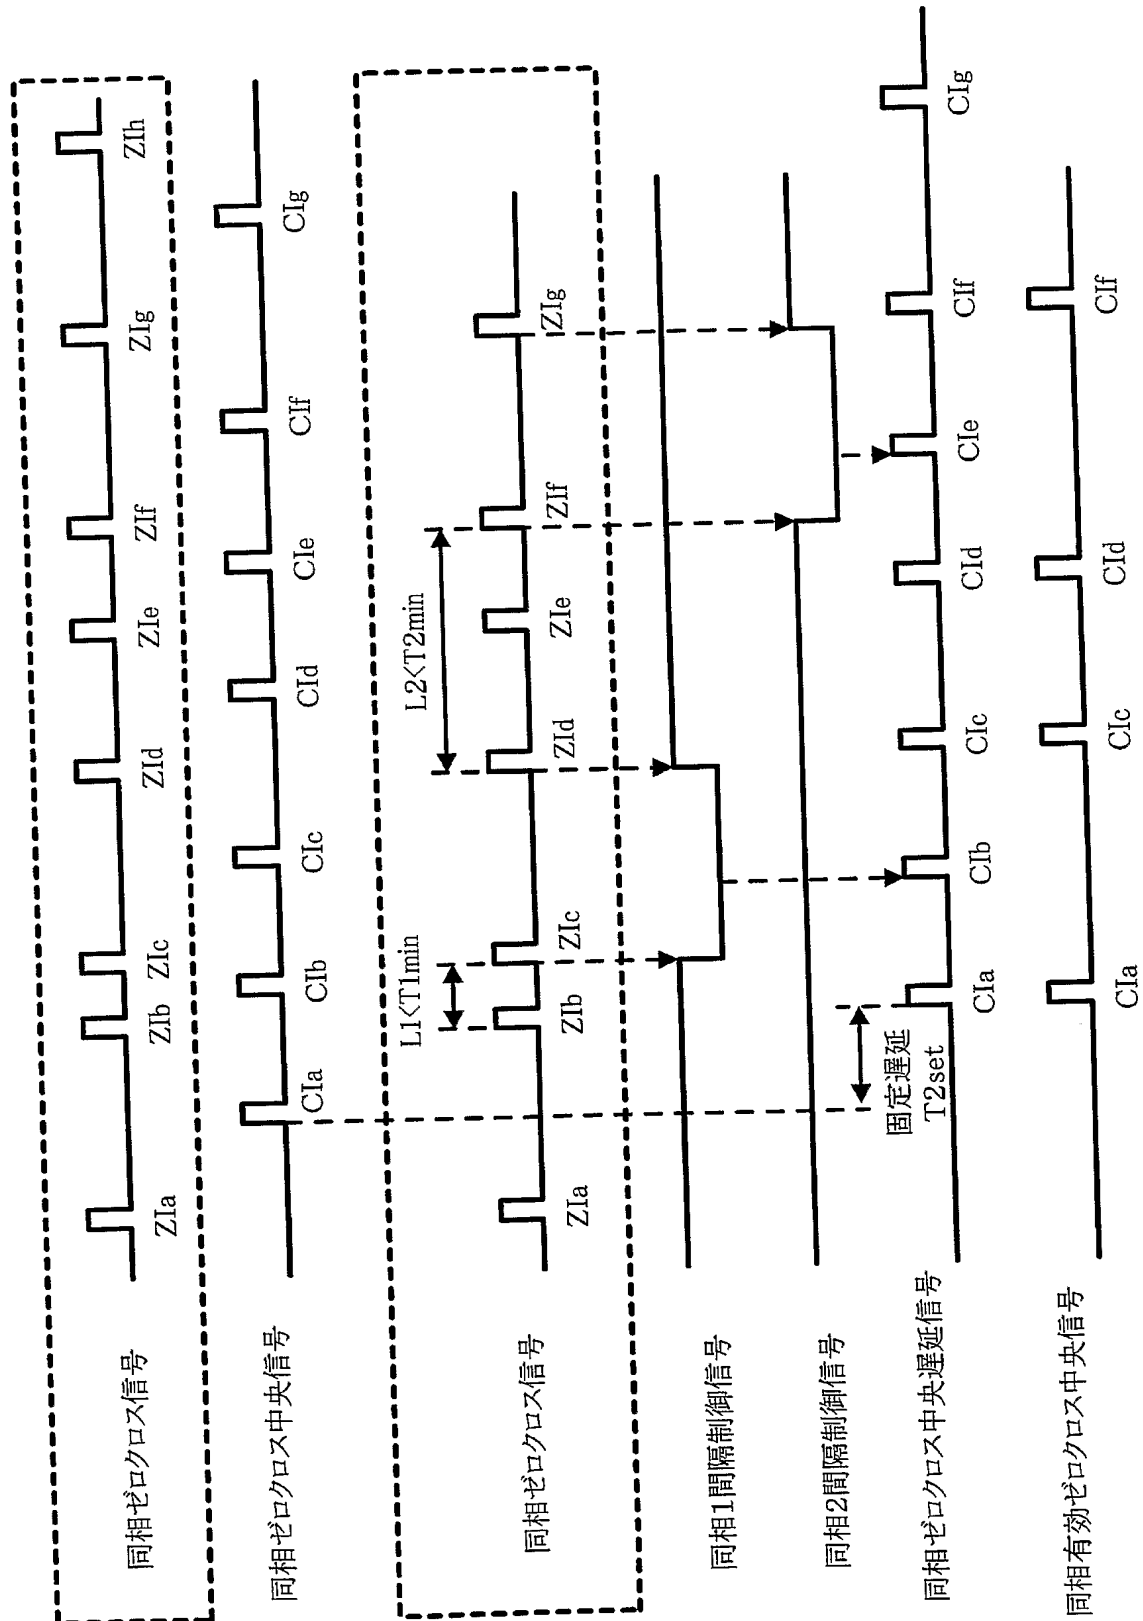 同相ゼロクロス信号
ZIa
ZIb
ZIc
ZId
ZIe
ZIf
ZIg
ZIh
同相ゼロクロス中央信号
CIa
CIb
CIc
CId
CIe
CIf
CIg
同相ゼロクロス信号
L1<T1min
L2<T2min
ZIa
ZIb
ZIc
ZId
ZIe
ZIf
ZIg
同相1間隔制御信号
同相2間隔制御信号
固定遅延
T2set
同相ゼロクロス中央遅延信号
CIa
CIb
CIc
CId
CIe
CIf
CIg
同相有効ゼロクロス中央信号
CIa
CIc
CId
CIf